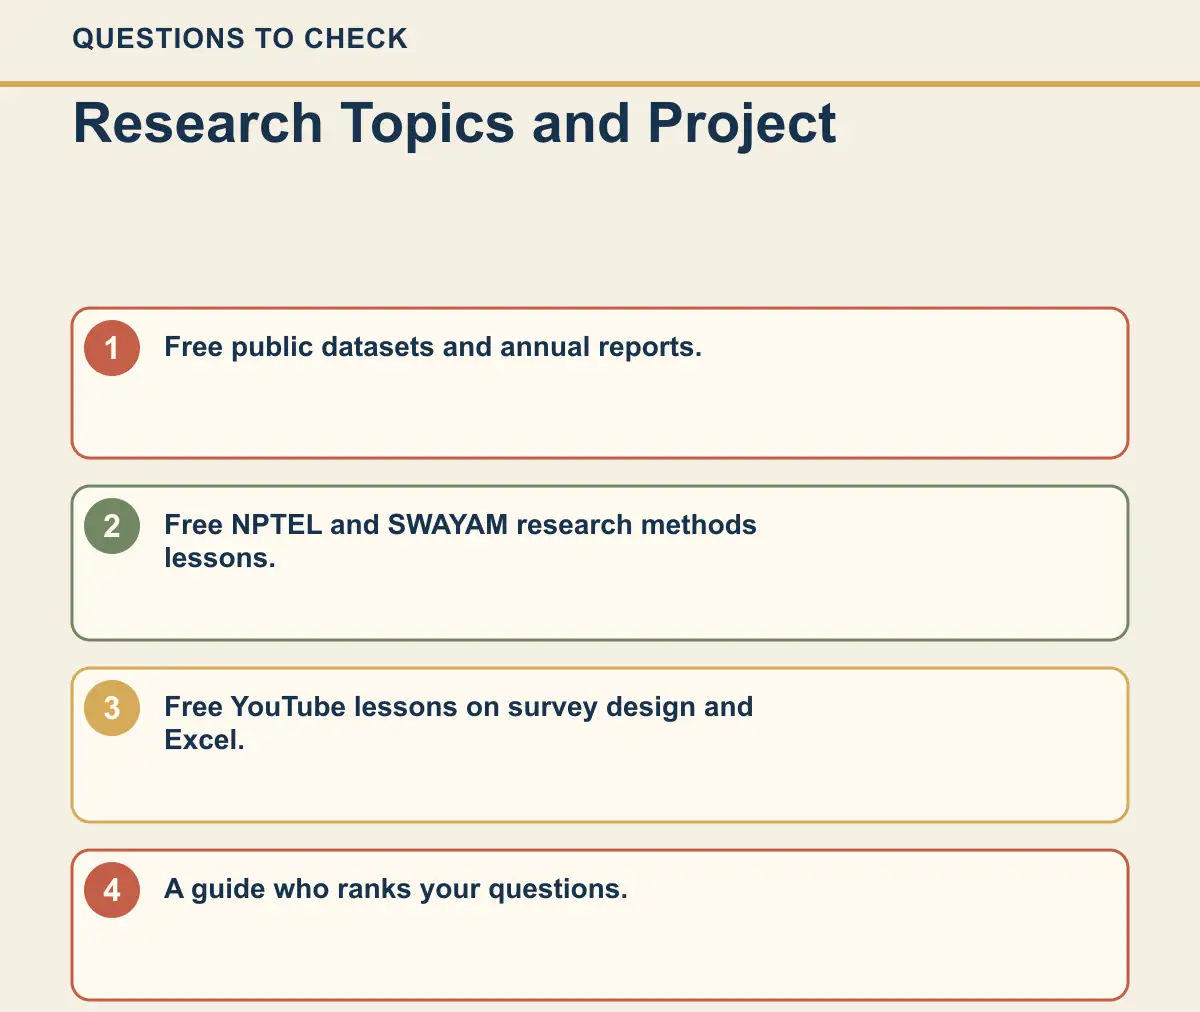 QUESTIONS TO CHECK
Research Topics and Project
1
Free public datasets and annual reports.
2
Free NPTEL and SWAYAM research methods
lessons.
3
Free YouTube lessons on survey design and
Excel.
4
A guide who ranks your questions.